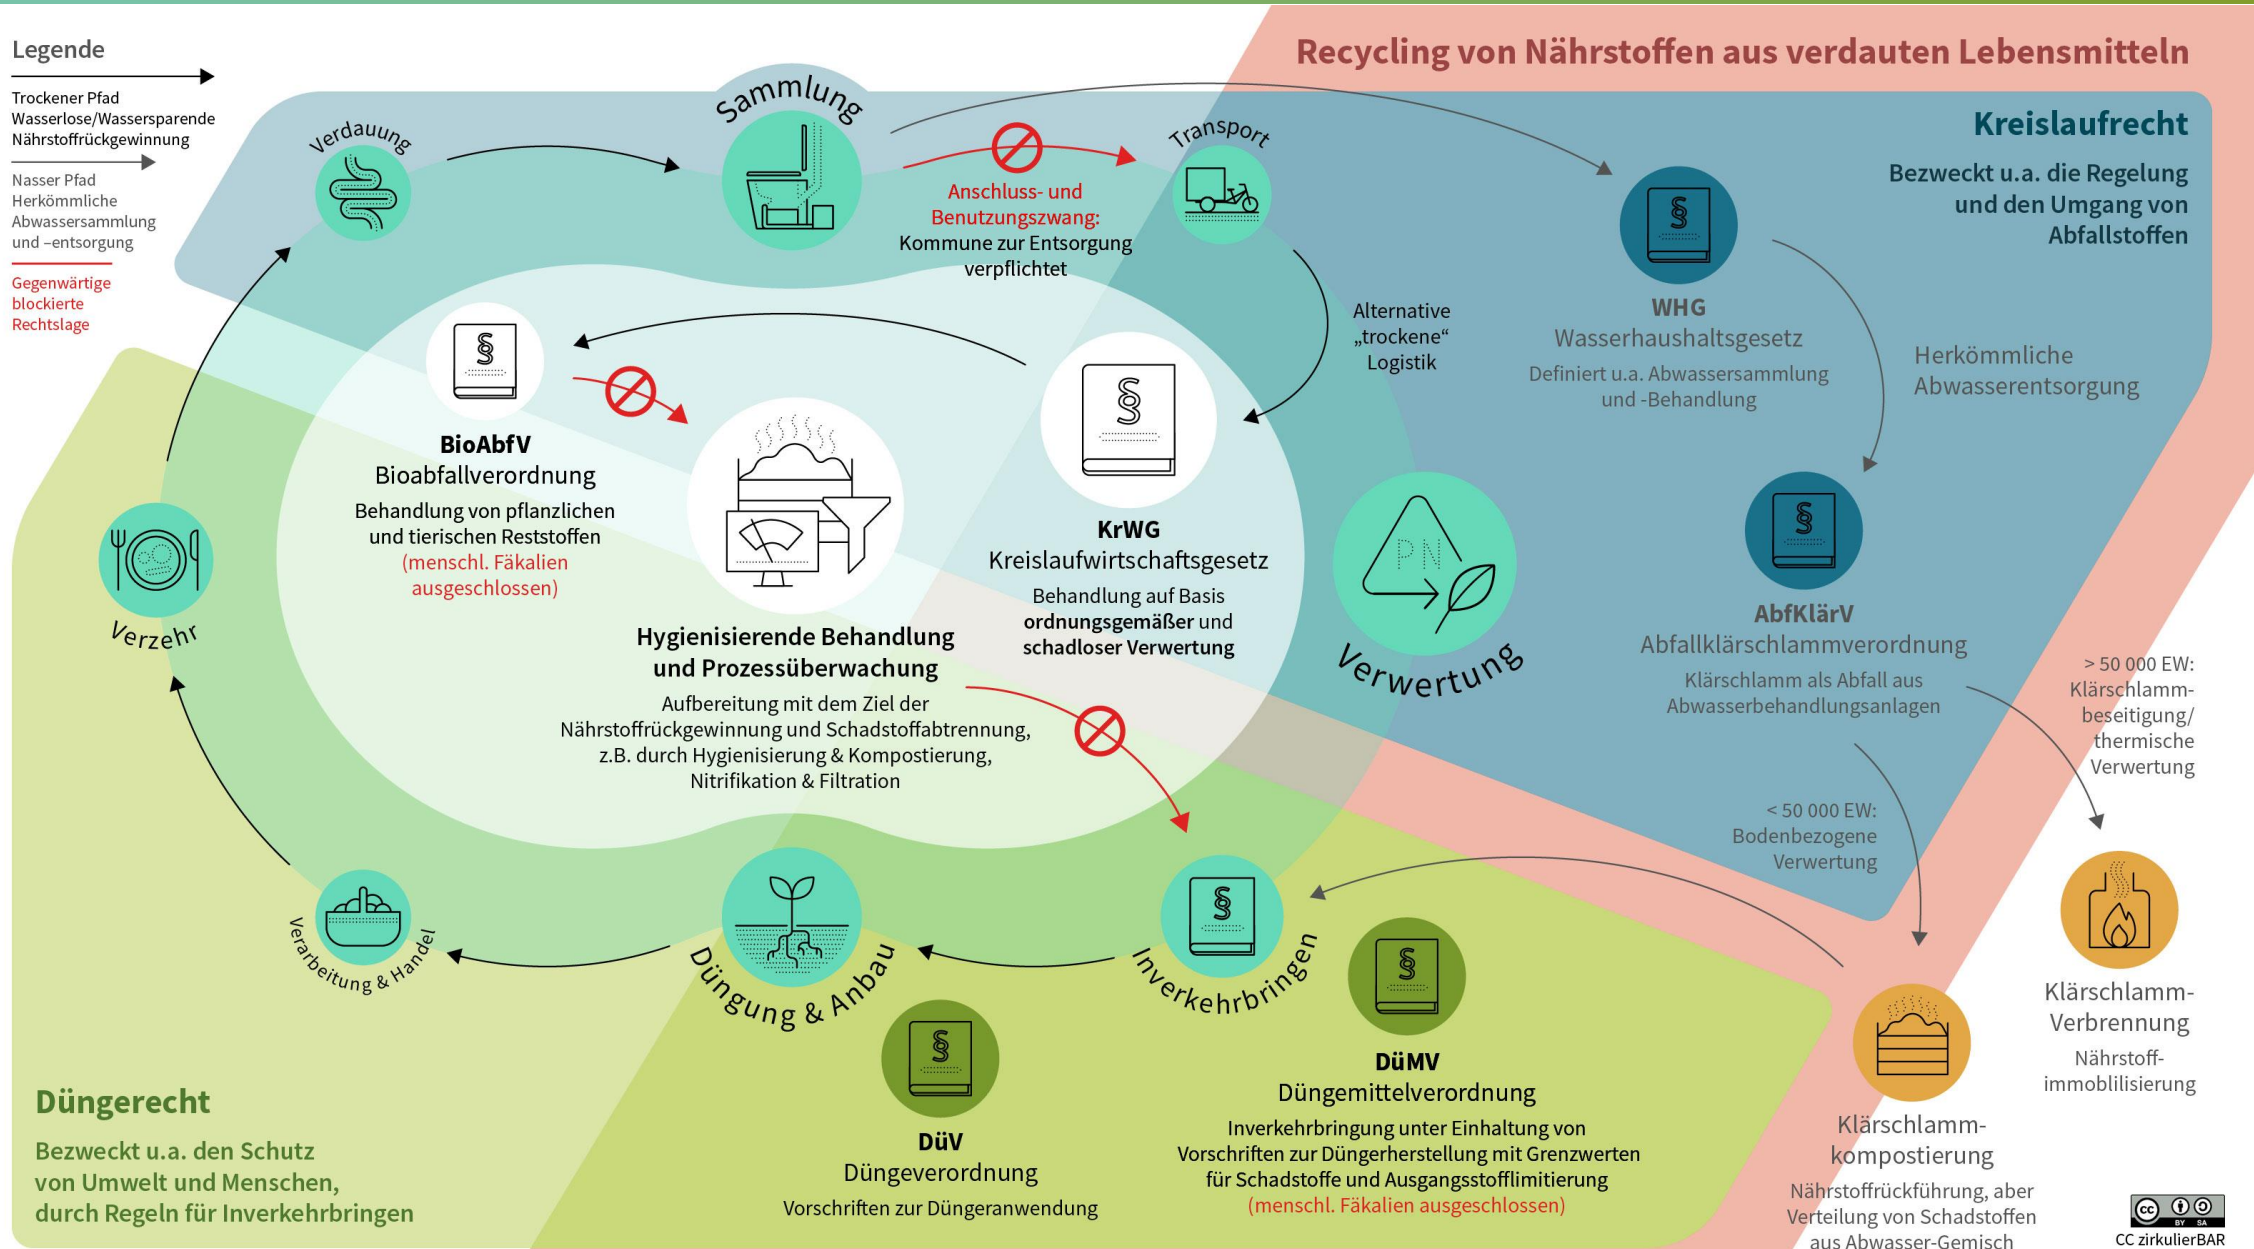 Legende
Trockener Pfad
Wasserlose/Wassersparende
Nährstoffrückgewinnung
Nasser Pfad
Herkömmliche
Abwassersammlung
und –entsorgung
Gegenwärtige
blockierte
Rechtslage
Recycling von Nährstoffen aus verdauten Lebensmitteln
Kreislaufrecht
Bezweckt u.a. die Regelung
und den Umgang von
Abfallstoffen
Verdauung
Sammlung
Transport
Anschluss- und
Benutzungszwang:
Kommune zur Entsorgung
verpflichtet
Alternative
„trockene“
Logistik
§
WHG
Wasserhaushaltsgesetz
Definiert u.a. Abwassersammlung
und -Behandlung
Herkömmliche
Abwasserentsorgung
§
BioAbfV
Bioabfallverordnung
Behandlung von pflanzlichen
und tierischen Reststoffen
(menschl. Fäkalien
ausgeschlossen)
§
KrWG
Kreislaufwirtschaftsgesetz
Behandlung auf Basis
ordnungsgemäßer und
schadloser Verwertung
Hygienisierende Behandlung
und Prozessüberwachung
Aufbereitung mit dem Ziel der
Nährstoffrückgewinnung und Schadstoffabtrennung,
z.B. durch Hygienisierung & Kompostierung,
Nitrifikation & Filtration
PN
Verwertung
§
AbfKlärV
Abfallklärschlammverordnung
Klärschlamm als Abfall aus
Abwasserbehandlungsanlagen
> 50 000 EW:
Klärschlamm-
beseitigung/
thermische
Verwertung
< 50 000 EW:
Bodenbezogene
Verwertung
Verzehr
Verarbeitung & Handel
Düngung & Anbau
§
Inverkehrbringen
§
DüV
Düngeverordnung
Vorschriften zur Düngeranwendung
§
DüMV
Düngemittelverordnung
Inverkehrbringung unter Einhaltung von
Vorschriften zur Düngerherstellung mit Grenzwerten
für Schadstoffe und Ausgangsstofflimitierung
(menschl. Fäkalien ausgeschlossen)
Klärschlamm-
Verbrennung
Nährstoff-
immoblilisierung
Klärschlamm-
kompostierung
Nährstoffrückführung, aber
Verteilung von Schadstoffen
aus Abwasser-Gemisch
Düngerecht
Bezweckt u.a. den Schutz
von Umwelt und Menschen,
durch Regeln für Inverkehrbringen
cc
BY SA
CC zirkulierBAR